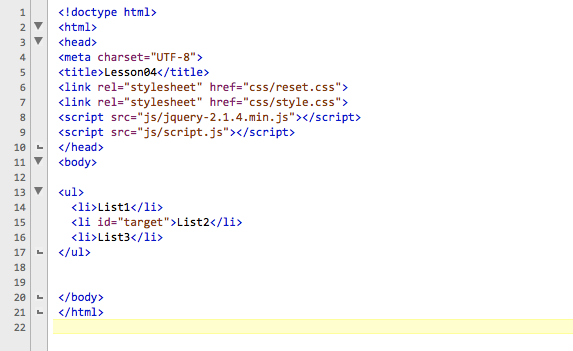 1 <!doctype html>
2 <html>
3 <head>
4 <meta charset="UTF-8">
5 <title>Lesson04</title>
6 <link rel="stylesheet" href="css/reset.css">
7 <link rel="stylesheet" href="css/style.css">
8 <script src="js/jquery-2.1.4.min.js"></script>
9 <script src="js/script.js"></script>
10 </head>
11 <body>
12
13 <ul>
14   <li>List1</li>
15   <li id="target">List2</li>
16   <li>List3</li>
17 </ul>
18
19
20 </body>
21 </html>
22